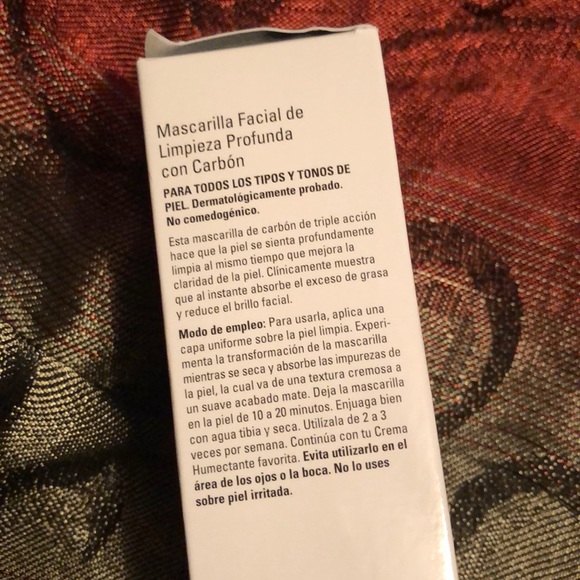 Mascarilla Facial de
Limpieza Profunda
con Carbón
PARA TODOS LOS TIPOS Y TONOS DE
PIEL. Dermatológicamente probado.
No comedogénico.
Esta mascarilla de carbón de triple acción
hace que la piel se sienta profundamente
limpia al mismo tiempo que mejora la
claridad de la piel. Clínicamente muestra
que al instante absorbe el exceso de grasa
y reduce el brillo facial.
Modo de empleo: Para usarla, aplica una
capa uniforme sobre la piel limpia. Experi-
menta la transformación de la mascarilla
mientras se seca y absorbe las impurezas de
la piel, la cual va de una textura cremosa a
un suave acabado mate. Deja la mascarilla
en la piel de 10 a 20 minutos. Enjuaga bien
con agua tibia y seca. Utilízala de 2 a 3
veces por semana. Continúa con tu Crema
Humectante favorita. Evita utilizarlo en el
área de los ojos o la boca. No lo uses
sobre piel irritada.